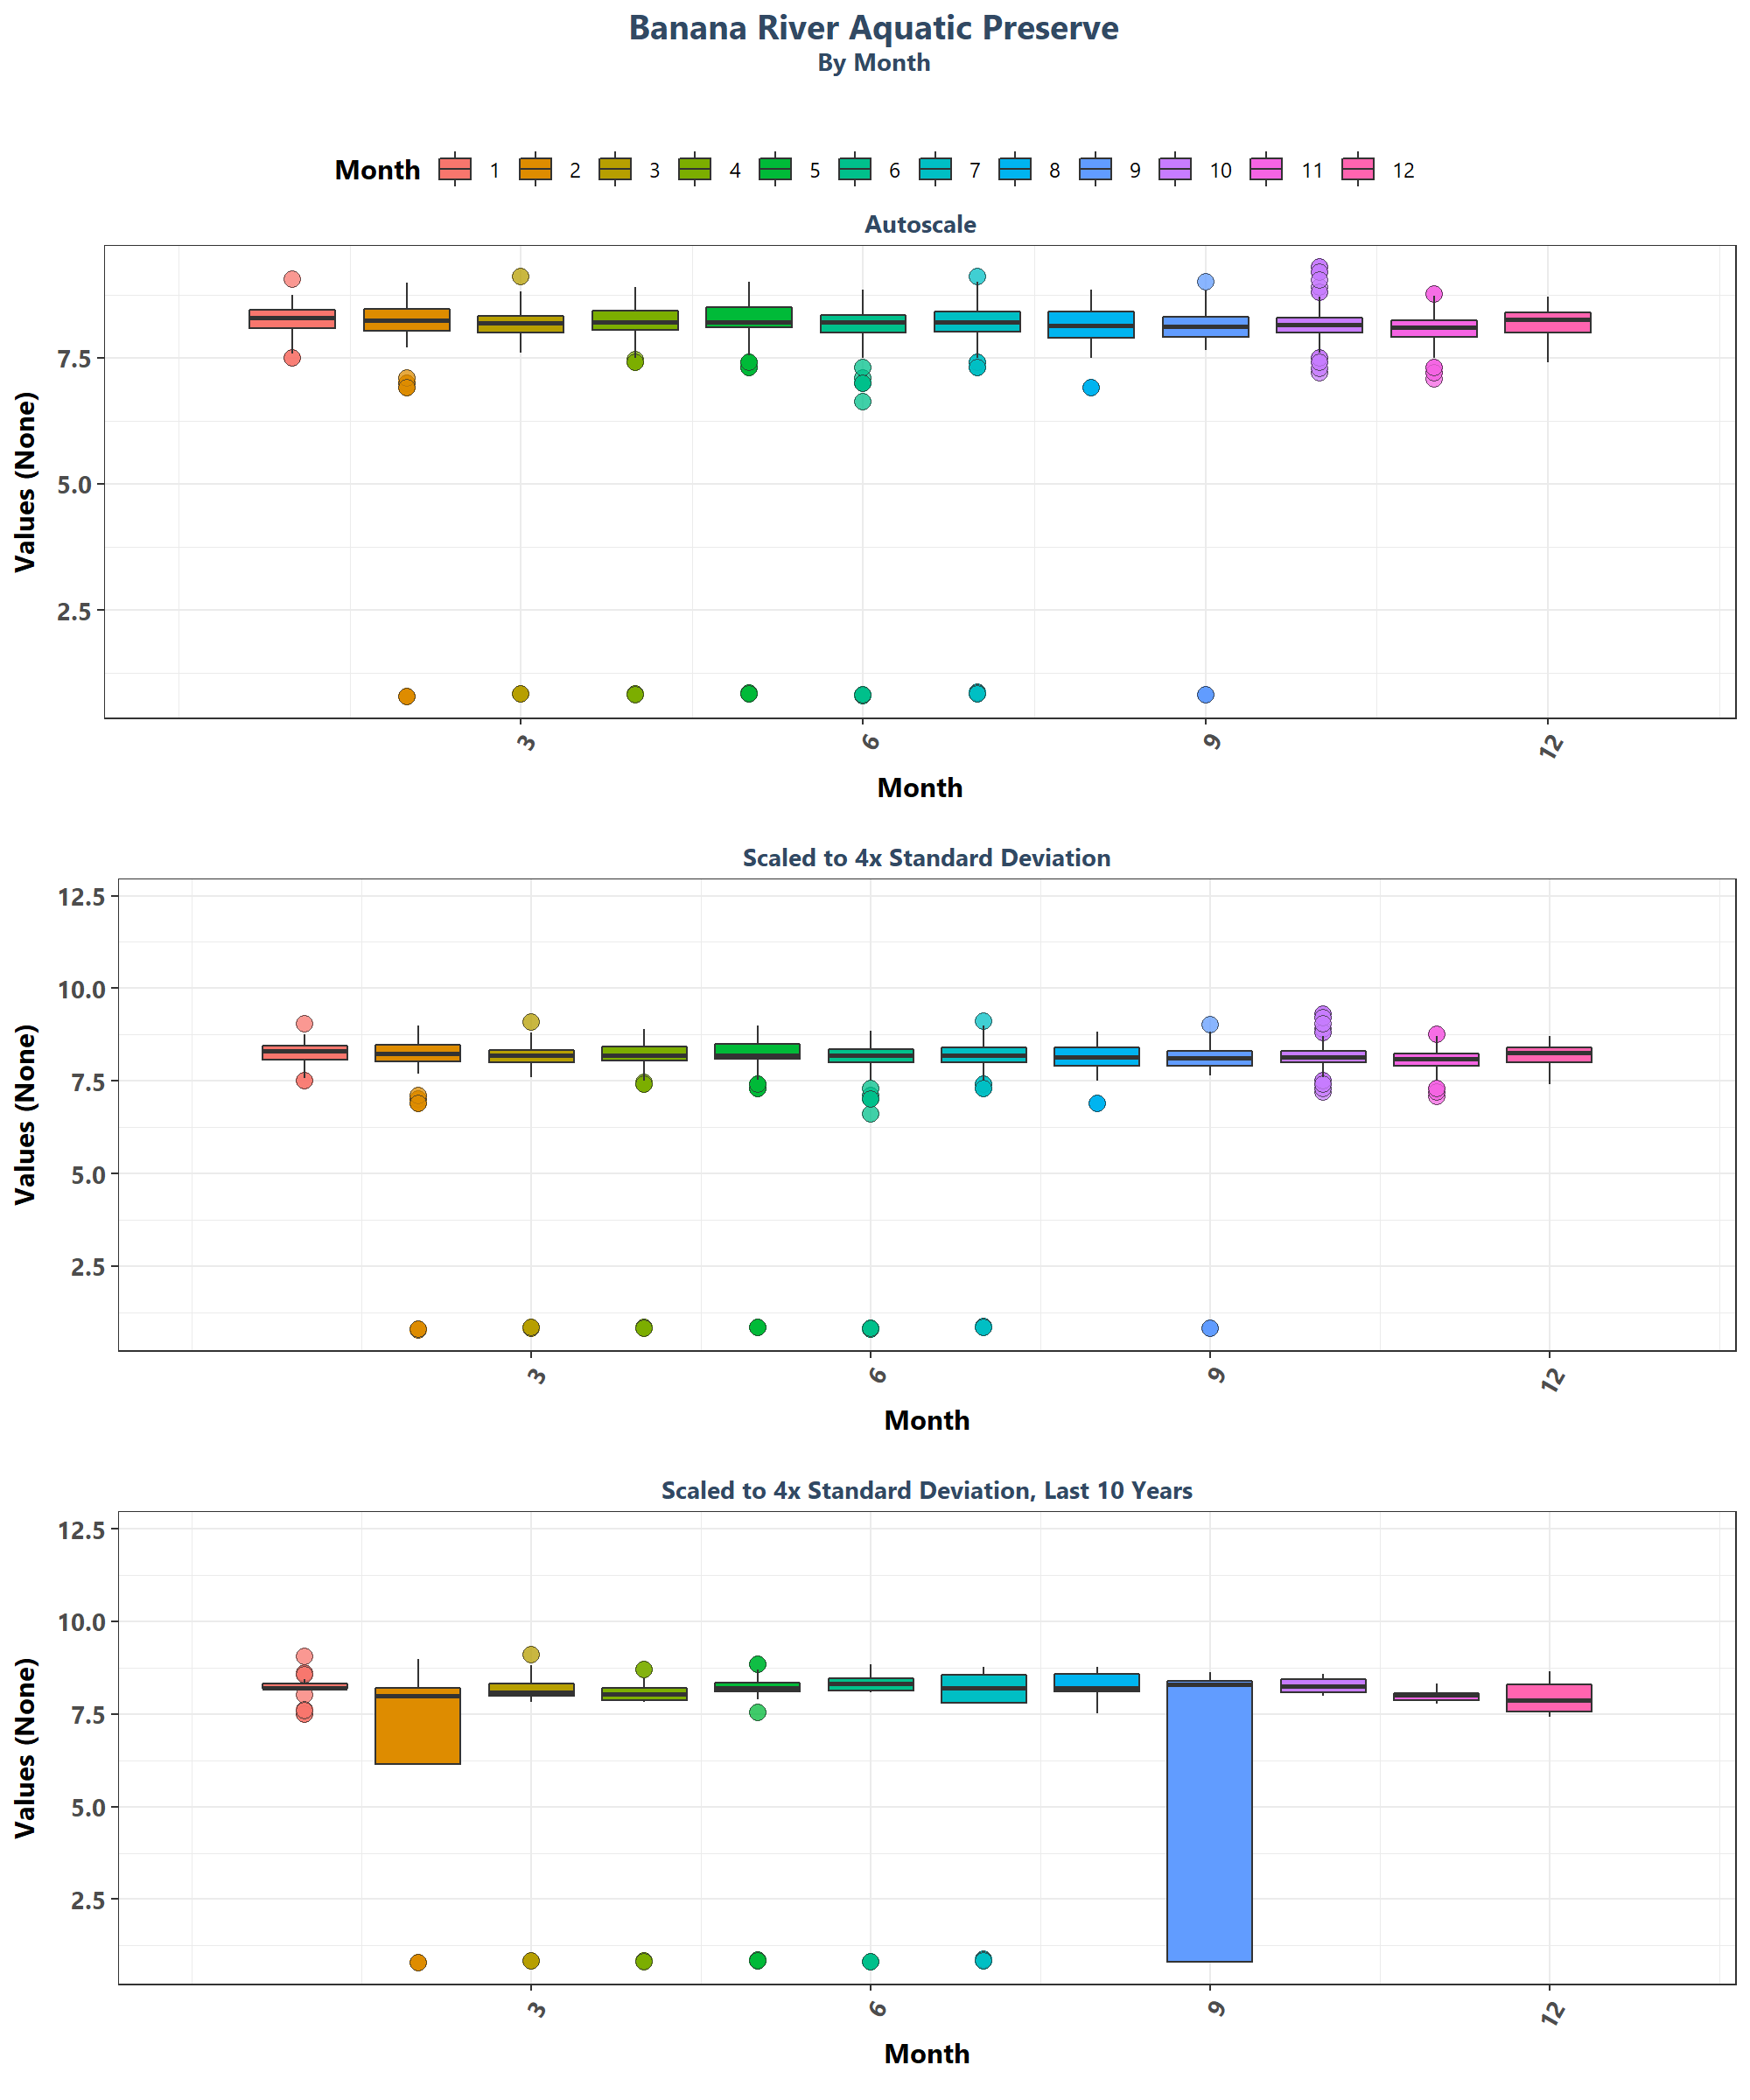 Banana River Aquatic Preserve
By Month
Month 1 2 3 4 5 6 7 8 9 10 11 12
Autoscale
7.5
5.0
2.5
Values (None)
3 6 9 12
Month
Scaled to 4x Standard Deviation
12.5
10.0
7.5
5.0
2.5
Values (None)
3 6 9 12
Month
Scaled to 4x Standard Deviation, Last 10 Years
12.5
10.0
7.5
5.0
2.5
Values (None)
3 6 9 12
Month